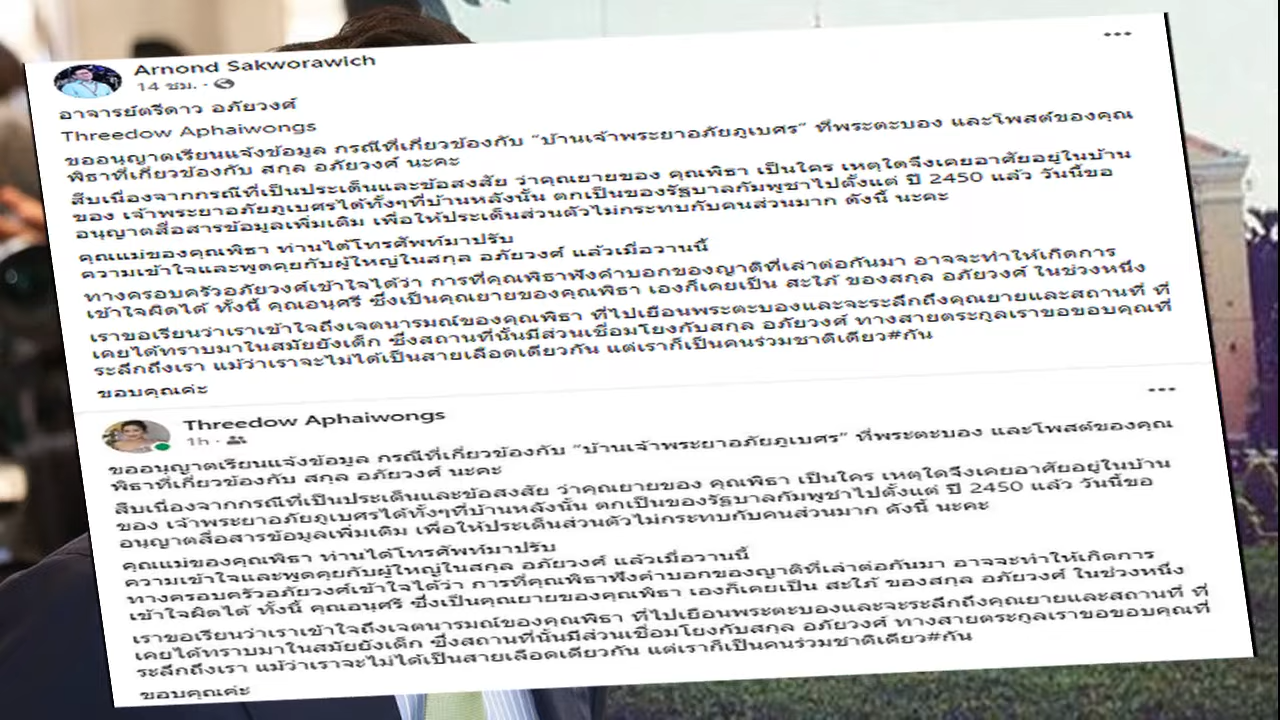 Arnond Sakworawich
14 ชม. ·
อาจารย์ตรีดาว อภัยวงศ์
Threedow Aphaiwongs
ขออนุญาตเรียนแจ้งข้อมูล กรณีที่เกี่ยวข้องกับ “บ้านเจ้าพระยาอภัยภูเบศร” ที่พระตะบอง และโพสต์ของคุณ
พิธาที่เกี่ยวข้องกับ สกุล อภัยวงศ์ นะคะ
สืบเนื่องจากกรณีที่เป็นประเด็นและข้อสงสัย ว่าคุณยายของ คุณพิธา เป็นใคร เหตุใดจึงเคยอาศัยอยู่ในบ้าน
ของ เจ้าพระยาอภัยภูเบศรได้ทั้งๆที่บ้านหลังนั้น ตกเป็นของรัฐบาลกัมพูชาไปตั้งแต่ ปี 2450 แล้ว วันนี้ขอ
อนุญาตสื่อสารข้อมูลเพิ่มเติม เพื่อให้ประเด็นส่วนตัวไม่กระทบกับคนส่วนมาก ดังนี้ นะคะ
คุณแม่ของคุณพิธา ท่านได้โทรศัพท์มาปรับ
ความเข้าใจและพูดคุยกับผู้ใหญ่ในสกุล อภัยวงศ์ แล้วเมื่อวานนี้
ทางครอบครัวอภัยวงศ์เข้าใจได้ว่า การที่คุณพิธาฟังคำบอกของญาติที่เล่าต่อกันมา อาจจะทำให้เกิดการ
เข้าใจผิดได้ ทั้งนี้ คุณอนุศรี ซึ่งเป็นคุณยายของคุณพิธา เองก็เคยเป็น สะใภ้ ของสกุล อภัยวงศ์ ในช่วงหนึ่ง
เราขอเรียนว่าเราเข้าใจถึงเจตนารมณ์ของคุณพิธา ที่ไปเยือนพระตะบองและจะระลึกถึงคุณยายและสถานที่ ที่
เคยได้ทราบมาในสมัยยังเด็ก ซึ่งสถานที่นั้นมีส่วนเชื่อมโยงกับสกุล อภัยวงศ์ ทางสายตระกูลเราขอขอบคุณที่
ระลึกถึงเรา แม้ว่าเราจะไม่ได้เป็นสายเลือดเดียวกัน แต่เราก็เป็นคนร่วมชาติเดียว#กัน
ขอบคุณค่ะ
Threedow Aphaiwongs
1h ·
ขออนุญาตเรียนแจ้งข้อมูล กรณีที่เกี่ยวข้องกับ “บ้านเจ้าพระยาอภัยภูเบศร” ที่พระตะบอง และโพสต์ของคุณ
พิธาที่เกี่ยวข้องกับ สกุล อภัยวงศ์ นะคะ
สืบเนื่องจากกรณีที่เป็นประเด็นและข้อสงสัย ว่าคุณยายของ คุณพิธา เป็นใคร เหตุใดจึงเคยอาศัยอยู่ในบ้าน
ของ เจ้าพระยาอภัยภูเบศรได้ทั้งๆที่บ้านหลังนั้น ตกเป็นของรัฐบาลกัมพูชาไปตั้งแต่ ปี 2450 แล้ว วันนี้ขอ
อนุญาตสื่อสารข้อมูลเพิ่มเติม เพื่อให้ประเด็นส่วนตัวไม่กระทบกับคนส่วนมาก ดังนี้ นะคะ
คุณแม่ของคุณพิธา ท่านได้โทรศัพท์มาปรับ
ความเข้าใจและพูดคุยกับผู้ใหญ่ในสกุล อภัยวงศ์ แล้วเมื่อวานนี้
ทางครอบครัวอภัยวงศ์เข้าใจได้ว่า การที่คุณพิธาฟังคำบอกของญาติที่เล่าต่อกันมา อาจจะทำให้เกิดการ
เข้าใจผิดได้ ทั้งนี้ คุณอนุศรี ซึ่งเป็นคุณยายของคุณพิธา เองก็เคยเป็น สะใภ้ ของสกุล อภัยวงศ์ ในช่วงหนึ่ง
เราขอเรียนว่าเราเข้าใจถึงเจตนารมณ์ของคุณพิธา ที่ไปเยือนพระตะบองและจะระลึกถึงคุณยายและสถานที่ ที่
เคยได้ทราบมาในสมัยยังเด็ก ซึ่งสถานที่นั้นมีส่วนเชื่อมโยงกับสกุล อภัยวงศ์ ทางสายตระกูลเราขอขอบคุณที่
ระลึกถึงเรา แม้ว่าเราจะไม่ได้เป็นสายเลือดเดียวกัน แต่เราก็เป็นคนร่วมชาติเดียว#กัน
ขอบคุณค่ะ